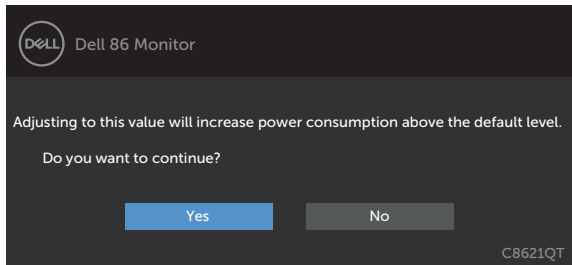 DELL Dell 86 Monitor
Adjusting to this value will increase power consumption above the default level.
Do you want to continue?
Yes No
C8621QT